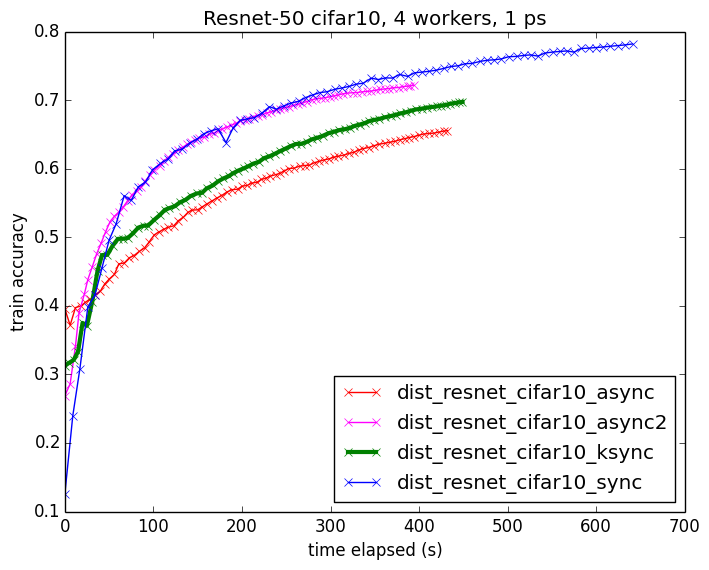 Resnet-50 cifar10, 4 workers, 1 ps
0.8
0.7
0.6
0.5
0.4
0.3
0.2
0.1
train accuracy
dist_resnet_cifar10_async
dist_resnet_cifar10_async2
dist_resnet_cifar10_ksync
dist_resnet_cifar10_sync
0 100 200 300 400 500 600 700
time elapsed (s)